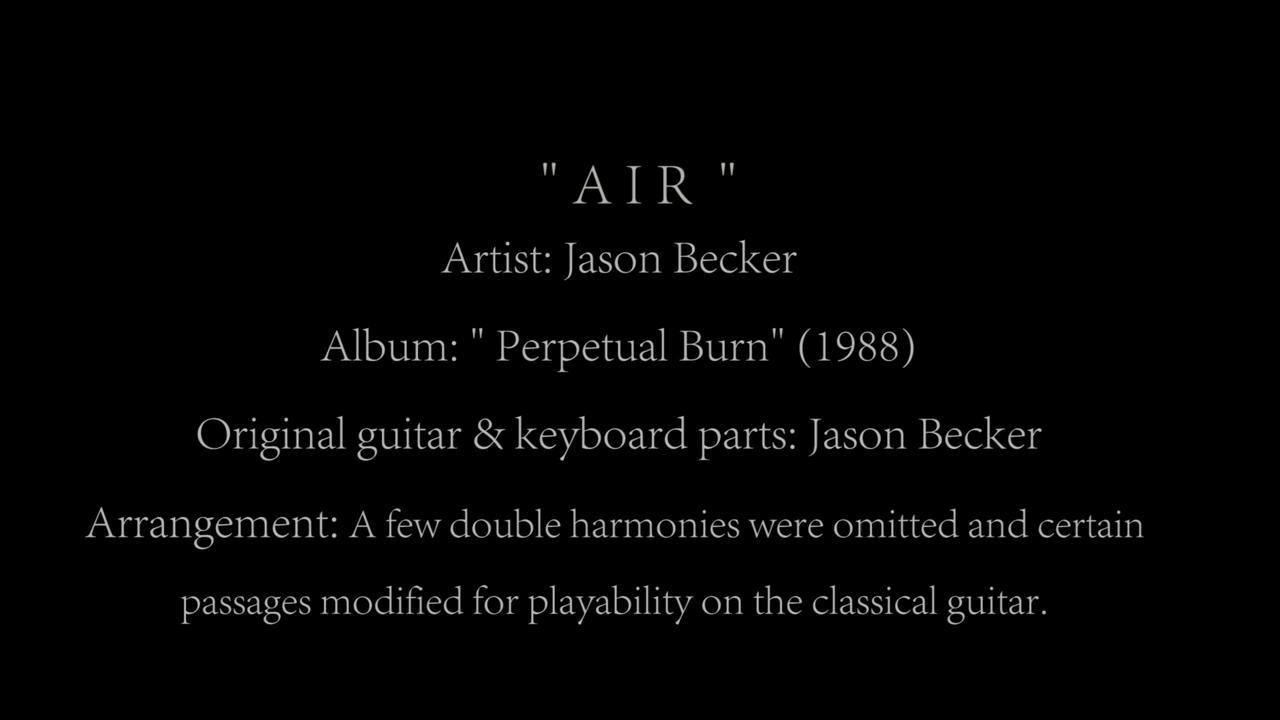 " A I R "
Artist: Jason Becker
Album: " Perpetual Burn" (1988)
Original guitar & keyboard parts: Jason Becker
Arrangement: A few double harmonies were omitted and certain
passages modified for playability on the classical guitar.